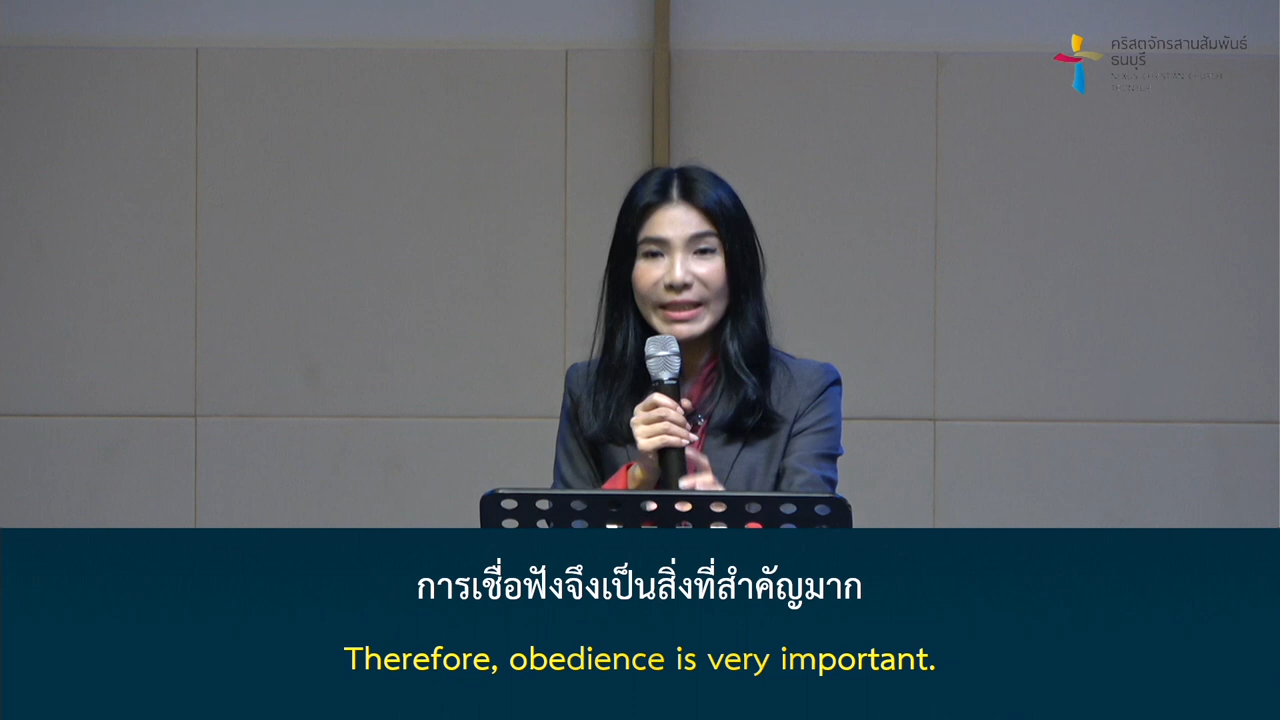 คริสตจักรสานสัมพันธ์
ธนบุรี
การเชื่อฟังจึงเป็นสิ่งที่สำคัญมาก
Therefore, obedience is very important.